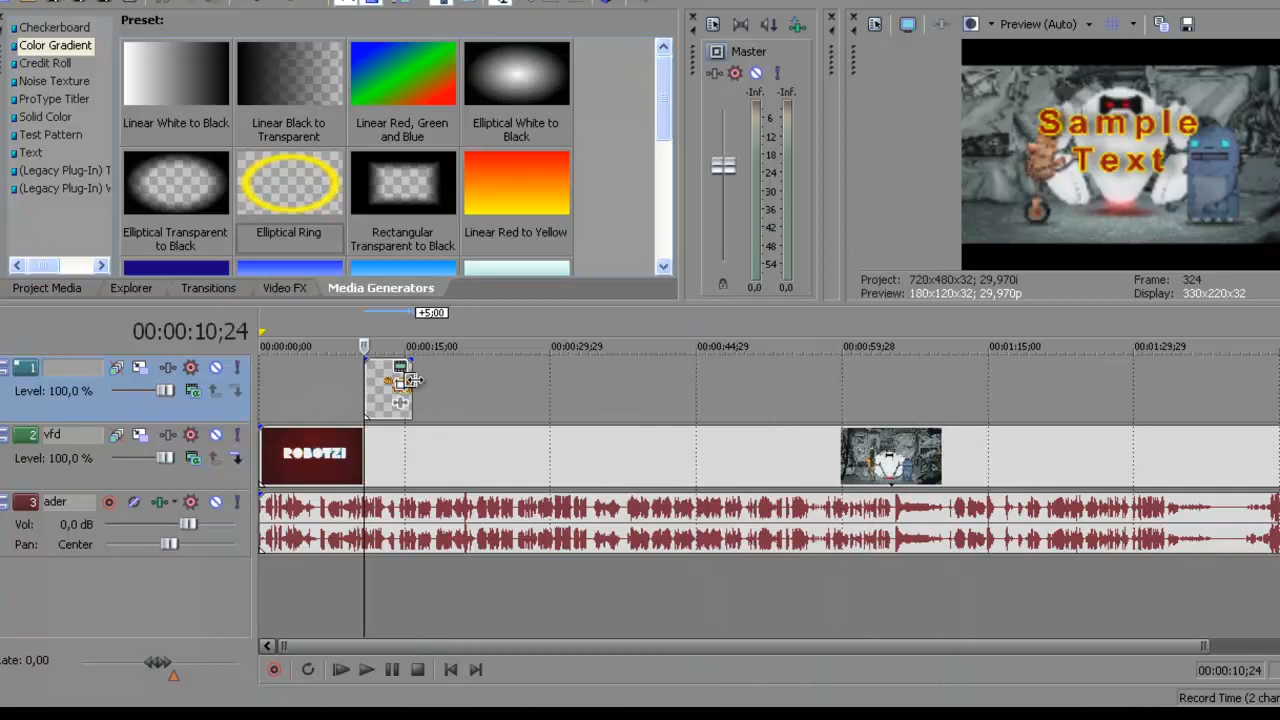 Preset:
Checkerboard
Color Gradient
Credit Roll
Noise Texture
ProType Titler
Solid Color
Test Pattern
Text
(Legacy Plug-In)
(Legacy Plug-In)
Linear White to Black
Linear Black to
Transparent
Linear Red, Green
and Blue
Elliptical White to
Black
Elliptical Transparent
to Black
Elliptical Ring
Rectangular
Transparent to Black
Linear Red to Yellow
Project Media
Explorer
Transitions
Video FX
Media Generators
Master
-Inf. -Inf.
6
12
18
24
30
36
42
48
54
0,0 0,0
Preview (Auto)
Sample
Text
Project: 720x480x32; 29,970i
Preview: 180x120x32; 29,970p
Frame: 324
Display: 330x220x32
+5;00
00:00:10;24
00:00:00;00
00:00:15;00
00:00:29;29
00:00:44;29
00:00:59;28
00:01:15;00
00:01:29;29
1
Level: 100,0 %
2 vfd
Level: 100,0 %
ROBOTZI
3 ader
Vol: 0,0 dB
Pan: Center
ate: 0,00
00:00:10;24
Record Time (2 char